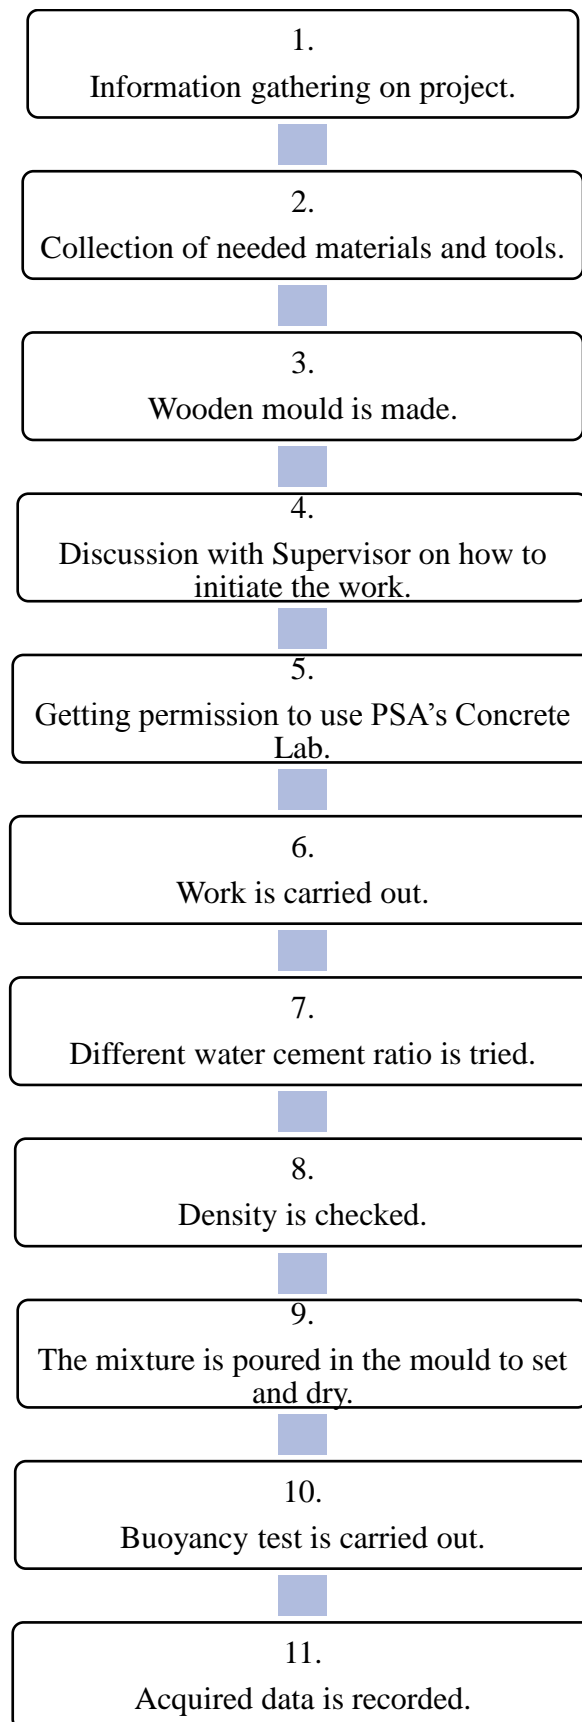 1.
Information gathering on project.
2.
Collection of needed materials and tools.
3.
Wooden mould is made.
4.
Discussion with Supervisor on how to
initiate the work.
5.
Getting permission to use PSA’s Concrete
Lab.
6.
Work is carried out.
7.
Different water cement ratio is tried.
8.
Density is checked.
9.
The mixture is poured in the mould to set
and dry.
10.
Buoyancy test is carried out.
11.
Acquired data is recorded.